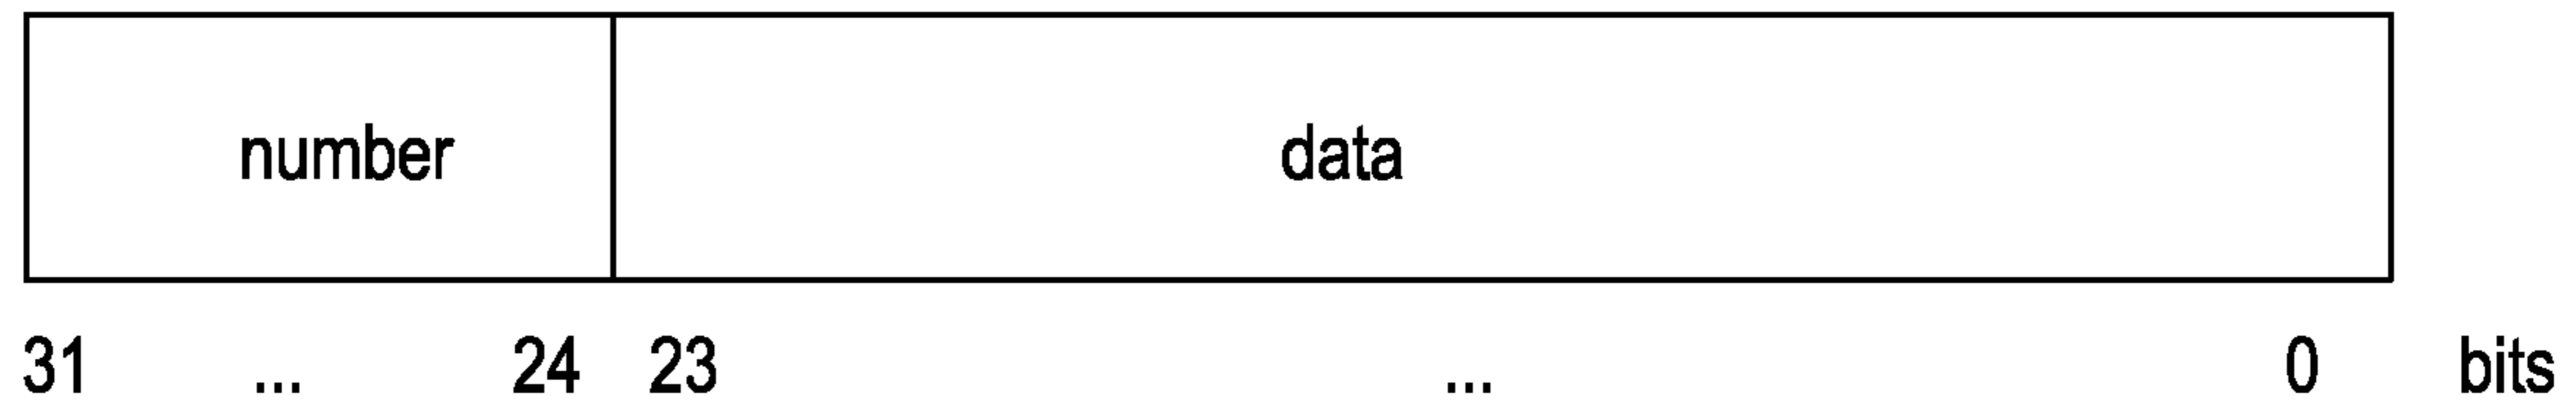 number data
31 ... 24 23 ... 0 bits